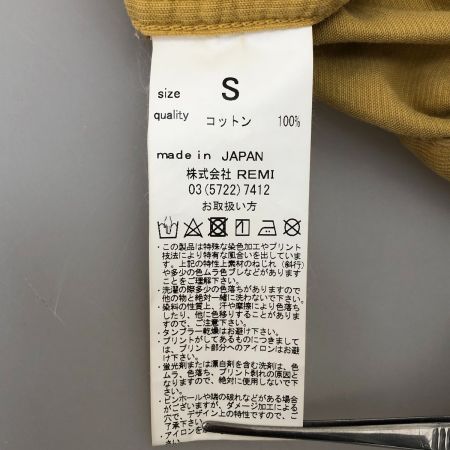 size S
quality コットン 100%
made in JAPAN
株式会社 REMI
03(5722)7412
お取扱い方
・この製品は特殊な染色加工やプリント
技法により特有な風合いを出していま
す。上記の特性上素材のねじれ（斜行）
や多少の色ムラ色ブレなどがあります
ことをご理解下さい。
・洗濯の際多少の色落ちがありますので
他の物と絶対一緒に洗わないで下さい。
・染料の性質上、汗や摩擦により色落ち
したり、他に色移りすることがあります
ので、ご注意下さい。
・タンブラー乾燥はお避け下さい。
・プリントがしてあるものにつきまして
は、プリント部分へのアイロンはお避
け下さい。
・蛍光剤または漂白剤を含む洗剤は、色
ムラ、色落ち、プリント剥れの原因と
なりますので、絶対に使用しないで下
さい。
・ピンホールや隣の破れなどがある場合
がございますが、ダメージ加工による
穴で、デザイン上の特性ですので、ご
了承下さい
・アイロンを